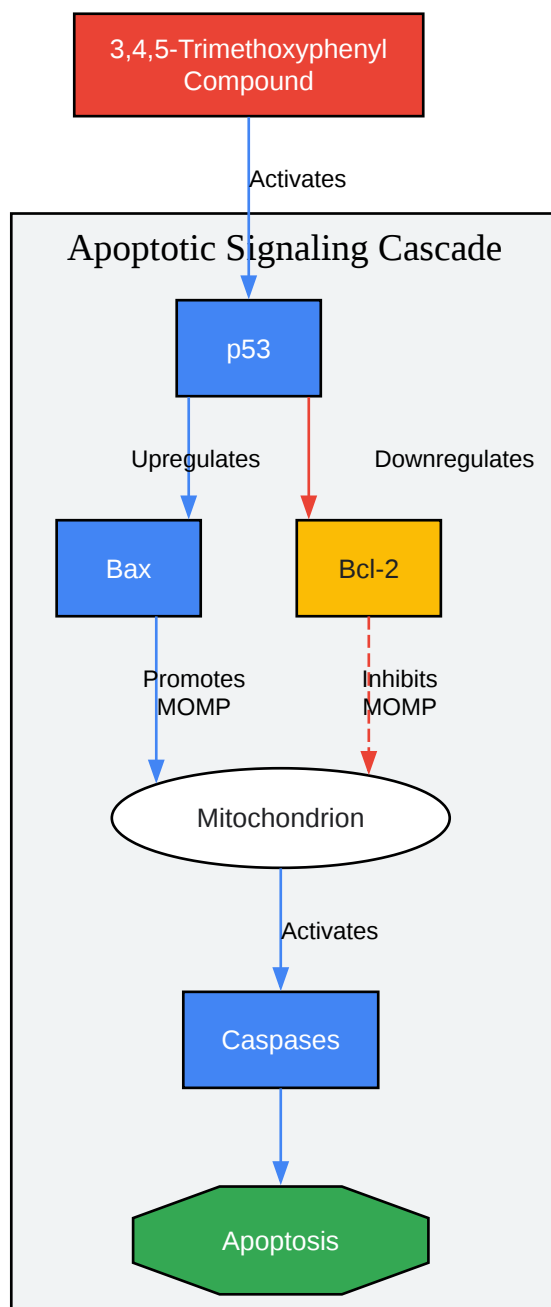 3,4,5-Trimethoxyphenyl
Compound
Activates
Apoptotic Signaling Cascade
p53
Upregulates
Downregulates
Bax
Bcl-2
Promotes
MOMP
Inhibits
MOMP
Mitochondrion
Activates
Caspases
Apoptosis